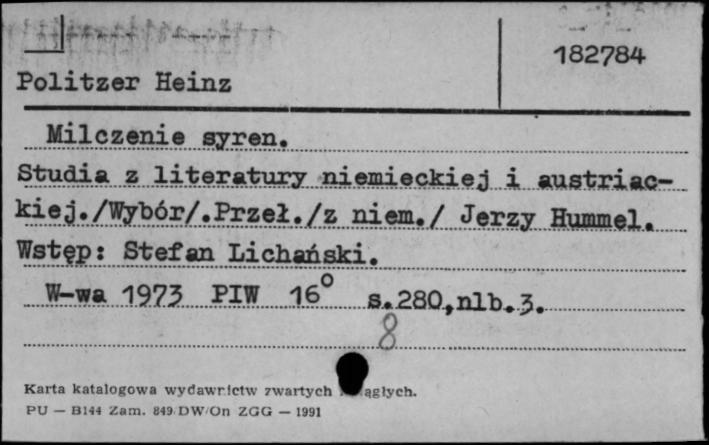 182784
Politzer Heinz
Milczenie syren.
Studia z literatury niemieckiej i austriac-
kiej./Wybór/.Przeł./z niem./ Jerzy Hummel.
Wstęp: Stefan Lichański.
W-wa 1973 PIW 16° s.280,nlb.3.
8
Karta katalogowa wydawnictw zwartych ągłych.
PU — B144 Zam. 849/DW/On ZGG — 1991